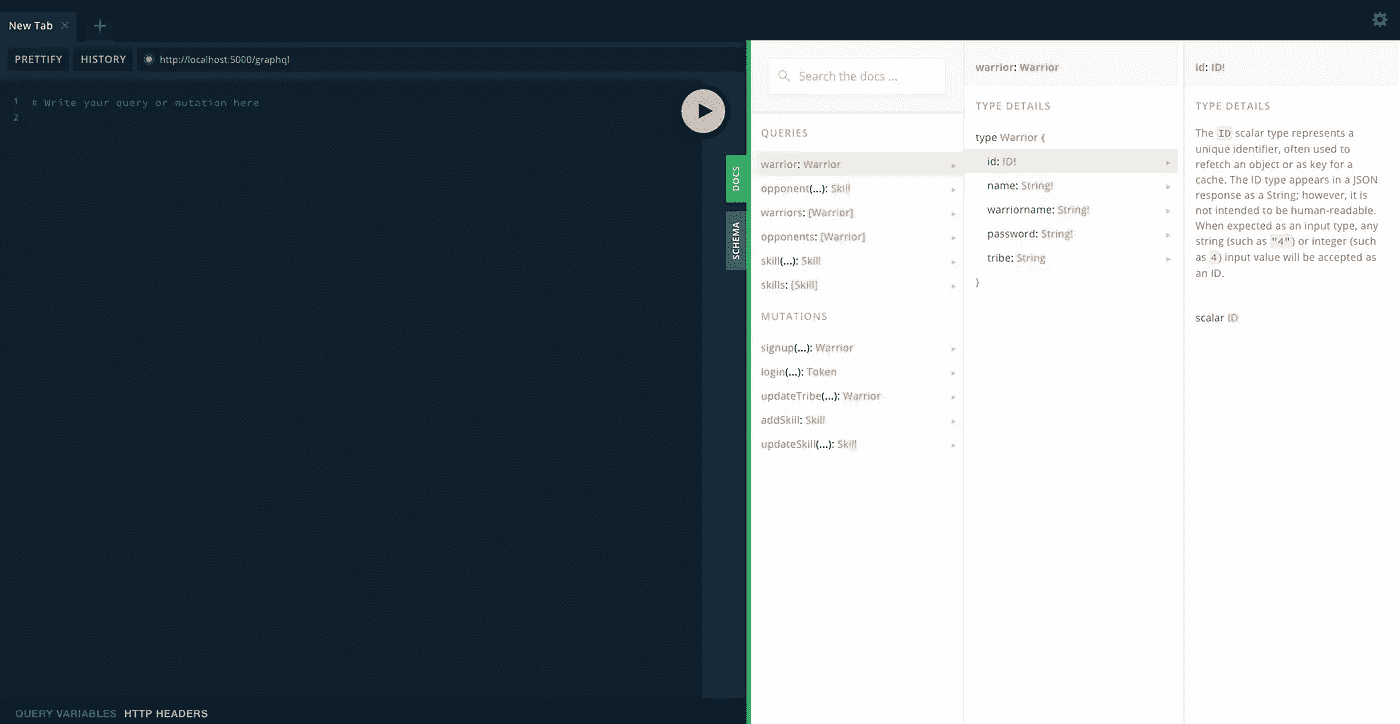 New Tab
PRETTIFY HISTORY http://localhost:5000/graphql
1 # Write your query or mutation here
2
DOCS
SCHEMA
QUERY VARIABLES HTTP HEADERS
Search the docs ...
QUERIES
warrior: Warrior
opponent(...): Skill
warriors: [Warrior]
opponents: [Warrior]
skill(...): Skill
skills: [Skill]
MUTATIONS
signup(...): Warrior
login(...): Token
updateTribe(...): Warrior
addSkill: Skill
updateSkill(...): Skill
warrior: Warrior
TYPE DETAILS
type Warrior {
id: ID!
name: String!
warriorname: String!
password: String!
tribe: String
}
id: ID!
TYPE DETAILS
The ID scalar type represents a
unique identifier, often used to
refetch an object or as key for a
cache. The ID type appears in a JSON
response as a String; however, it is
not intended to be human-readable.
When expected as an input type, any
string (such as "4") or integer (such
as 4) input value will be accepted as
an ID.
scalar ID